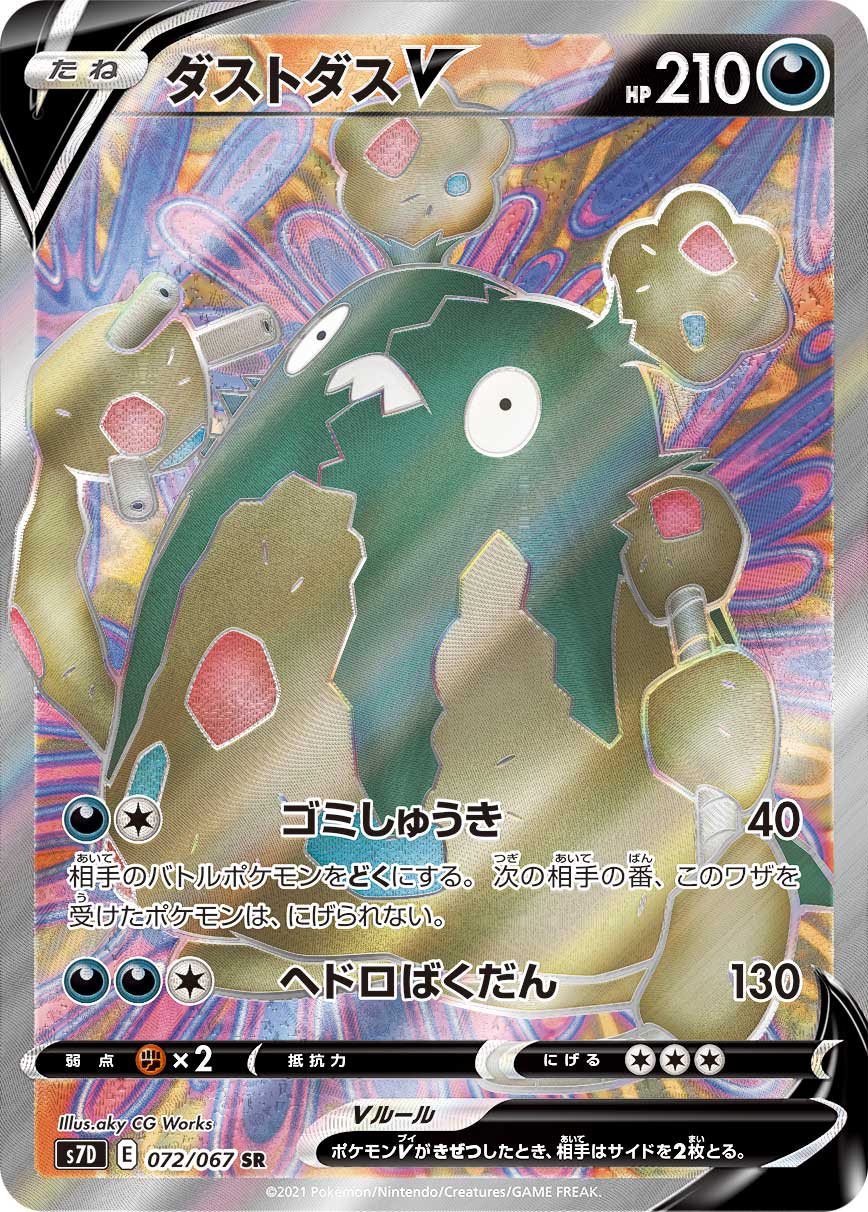 たね ダストダスV HP210
ゴミしゅうき 40
相手のバトルポケモンをどくにする。次の相手の番、このワザを
受けたポケモンは、にげられない。
ヘドロばくだん 130
弱点 ×2 抵抗力 にげる
Illus.aky CG Works
Vルール
ポケモンVがきぜつしたとき、相手はサイドを2枚とる。
s7D E 072/067 SR
©2021 Pokémon/Nintendo/Creatures/GAME FREAK.